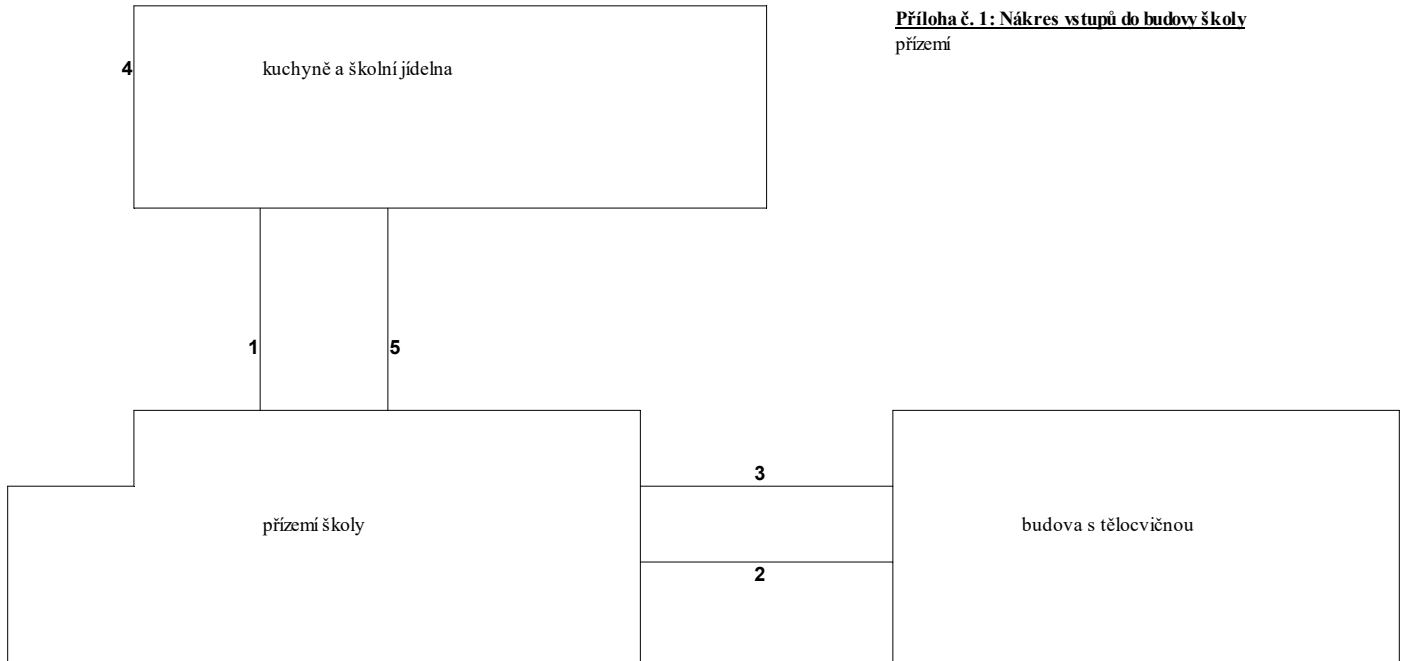 Příloha č. 1: Nákres vstupů do budovy školy
přízemí
4
kuchyně a školní jídelna
1
5
3
přízemí školy
budova s tělocvičnou
2